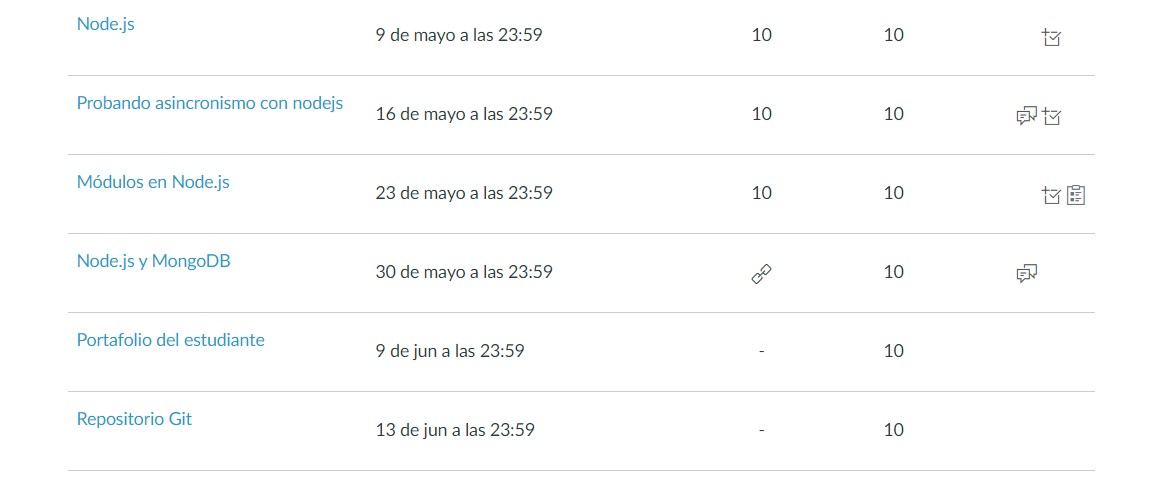 Node.js
9 de mayo a las 23:59 10 10
Probando asincronismo con nodejs
16 de mayo a las 23:59 10 10
Módulos en Node.js
23 de mayo a las 23:59 10 10
Node.js y MongoDB
30 de mayo a las 23:59 10
Portafolio del estudiante
9 de jun a las 23:59 - 10
Repositorio Git
13 de jun a las 23:59 - 10